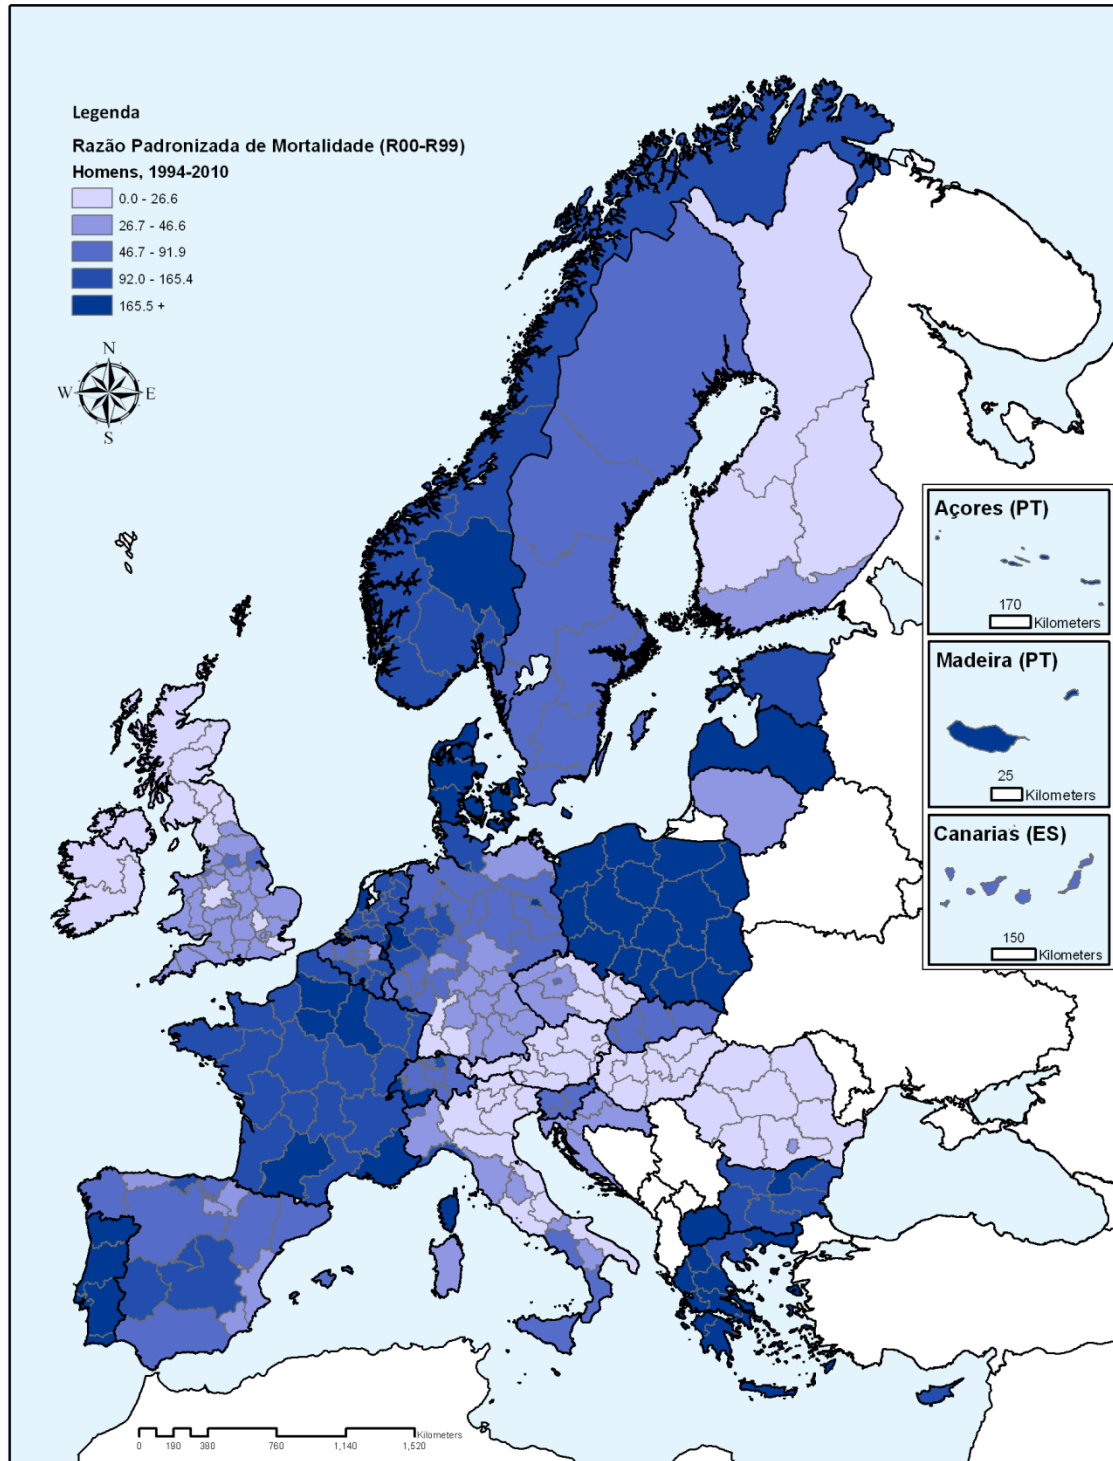 Legenda
Razão Padronizada de Mortalidade (R00-R99)
Homens, 1994-2010
0.0 - 26.6
26.7 - 46.6
46.7 - 91.9
92.0 - 165.4
165.5 +
N
W E
S
Açores (PT)
170
Kilometers
Madeira (PT)
25
Kilometers
Canarias (ES)
150
Kilometers
Kilometers
0 190 380 760 1,140 1,520